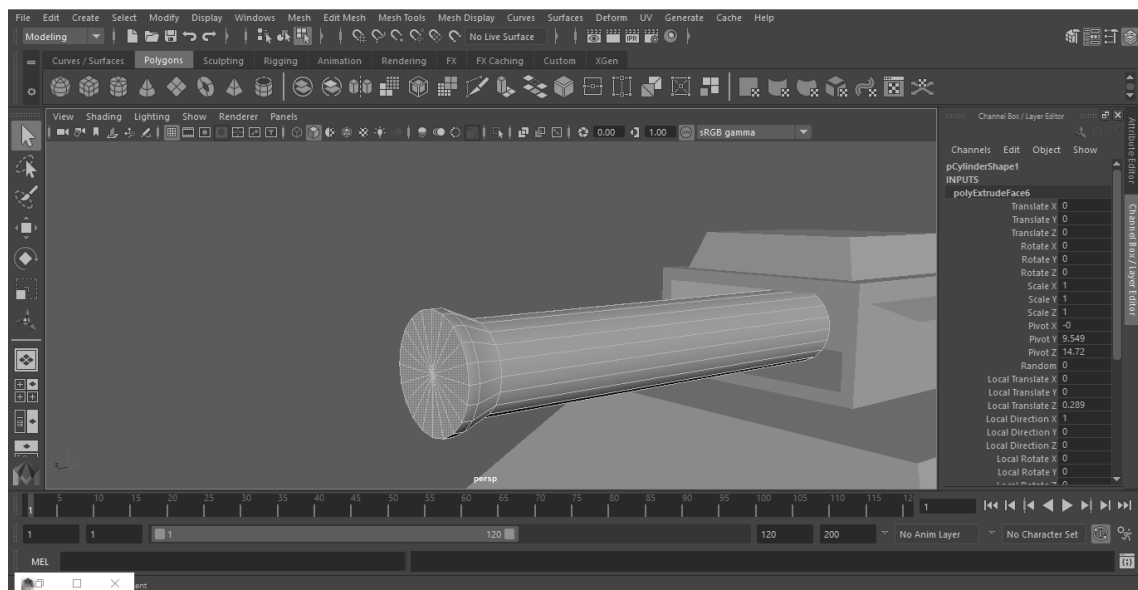 File Edit Create Select Modify Display Windows Mesh Edit Mesh Mesh Tools Mesh Display Curves Surfaces Deform UV Generate Cache Help
Modeling No Live Surface
Curves / Surfaces Polygons Sculpting Rigging Animation Rendering FX FX Caching Custom XGen
View Shading Lighting Show Renderer Panels
0.00 1.00 sRGB gamma
persp
Channel Box / Layer Editor
Channels Edit Object Show
pCylinderShape1
INPUTS
polyExtrudeFace6
Translate X 0
Translate Y 0
Translate Z 0
Rotate X 0
Rotate Y 0
Rotate Z 0
Scale X 1
Scale Y 1
Scale Z 1
Pivot X -0
Pivot Y 9.549
Pivot Z 14.72
Random 0
Local Translate X 0
Local Translate Y 0
Local Translate Z 0.289
Local Direction X 1
Local Direction Y 0
Local Direction Z 0
Local Rotate X 0
Local Rotate Y 0
Attribute Editor
Channel Box / Layer Editor
1 5 10 15 20 25 30 35 40 45 50 55 60 65 70 75 80 85 90 95 100 105 110 115 12 1
1 1 1 120 120 200 No Anim Layer No Character Set
MEL